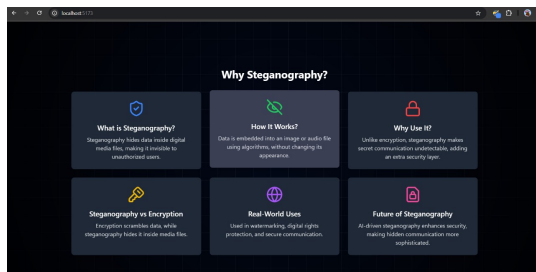 localhost:5173
Why Steganography?
What is Steganography?
Steganography hides data inside digital
media files, making it invisible to
unauthorized users.
How It Works?
Data is embedded into an image or audio file
using algorithms, without changing its
appearance.
Why Use It?
Unlike encryption, steganography makes
secret communication undetectable, adding
an extra security layer.
Steganography vs Encryption
Encryption scrambles data, while
steganography hides it inside media files.
Real-World Uses
Used in watermarking, digital rights
protection, and secure communication.
Future of Steganography
AI-driven steganography enhances security,
making hidden communication more
sophisticated.